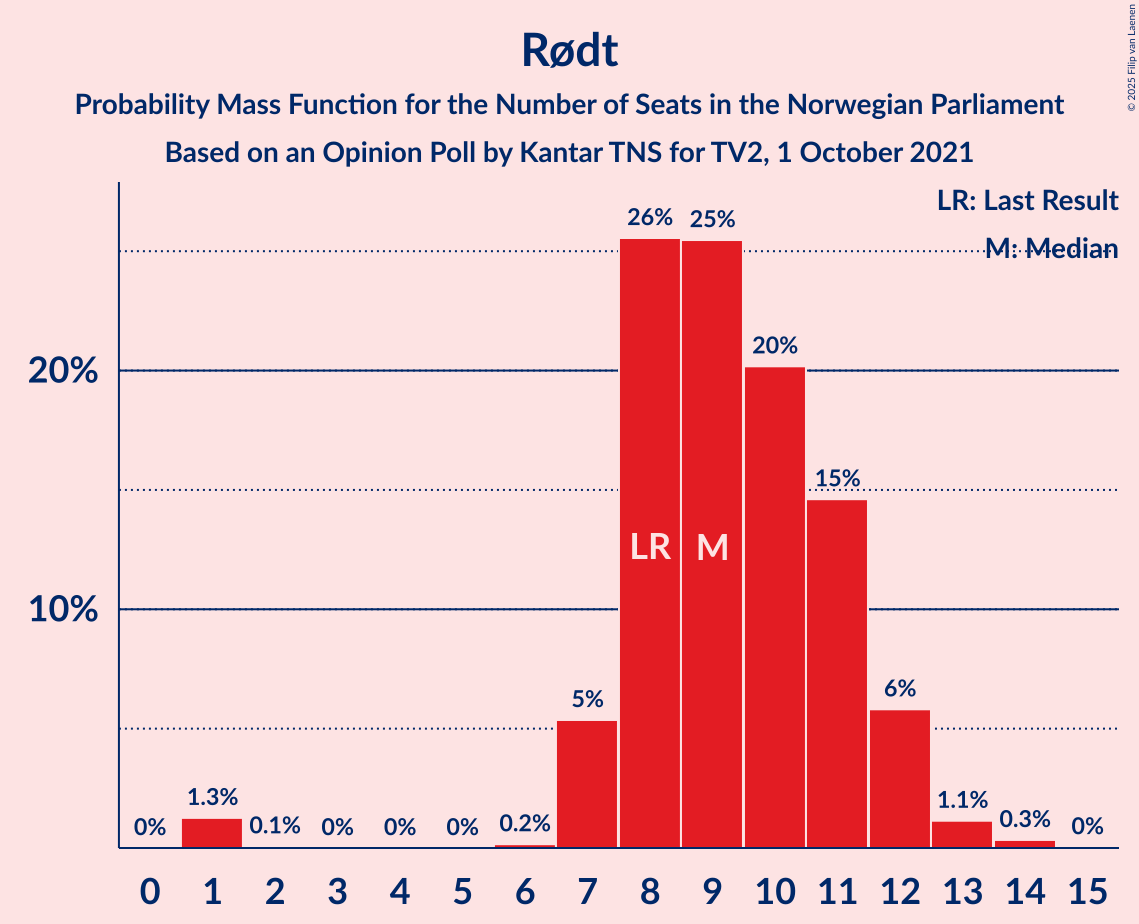 Rødt
Probability Mass Function for the Number of Seats in the Norwegian Parliament
Based on an Opinion Poll by Kantar TNS for TV2, 1 October 2021
© 2025 Filip van Laenen
LR: Last Result
M: Median
20%
10%
0%
1.3%
0.1%
0%
0%
0%
0.2%
5%
26%
25%
20%
15%
6%
1.1%
0.3%
0%
LR
M
0 1 2 3 4 5 6 7 8 9 10 11 12 13 14 15